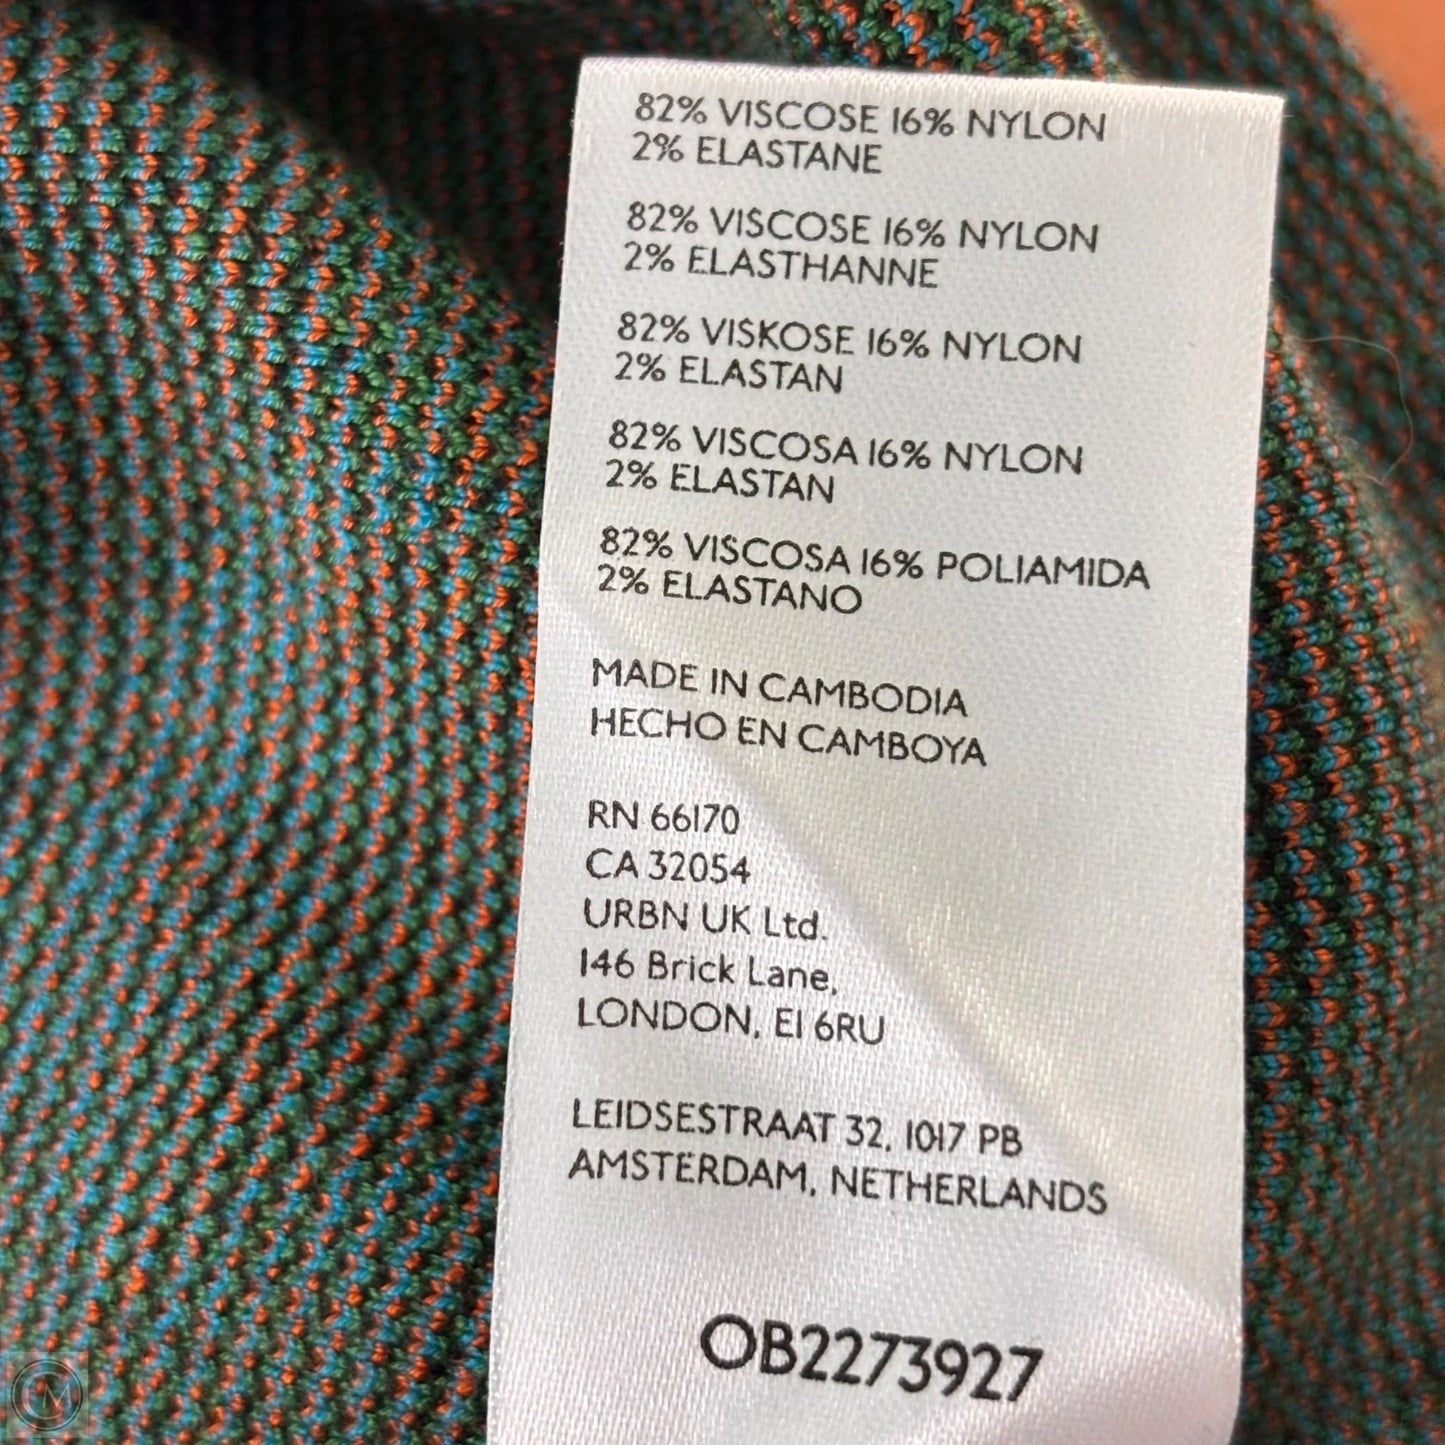 82% VISCOSE 16% NYLON
2% ELASTANE
82% VISCOSE 16% NYLON
2% ELASTHANNE
82% VISKOSE 16% NYLON
2% ELASTAN
82% VISCOSA 16% NYLON
2% ELASTAN
82% VISCOSA 16% POLIAMIDA
2% ELASTANO
MADE IN CAMBODIA
HECHO EN CAMBOYA
RN 66170
CA 32054
URBN UK Ltd.
146 Brick Lane,
LONDON, E1 6RU
LEIDSESTRAAT 32, 1017 PB
AMSTERDAM, NETHERLANDS
OB2273927
CM